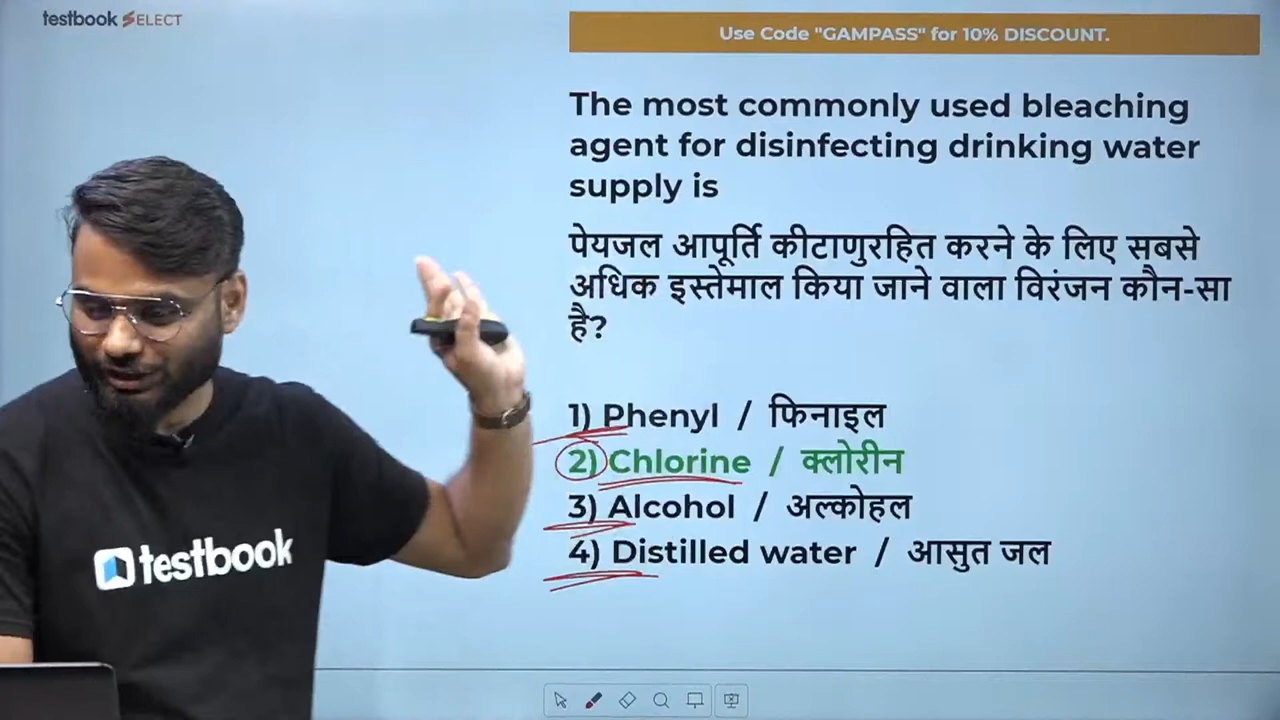 testbook SELECT
Use Code "GAMPASS" for 10% DISCOUNT.
The most commonly used bleaching
agent for disinfecting drinking water
supply is
पेयजल आपूर्ति कीटाणुरहित करने के लिए सबसे
अधिक इस्तेमाल किया जाने वाला विरंजन कौन-सा
है?
1) Phenyl / फिनाइल
2) Chlorine / क्लोरीन
3) Alcohol / अल्कोहल
4) Distilled water / आसुत जल
testbook